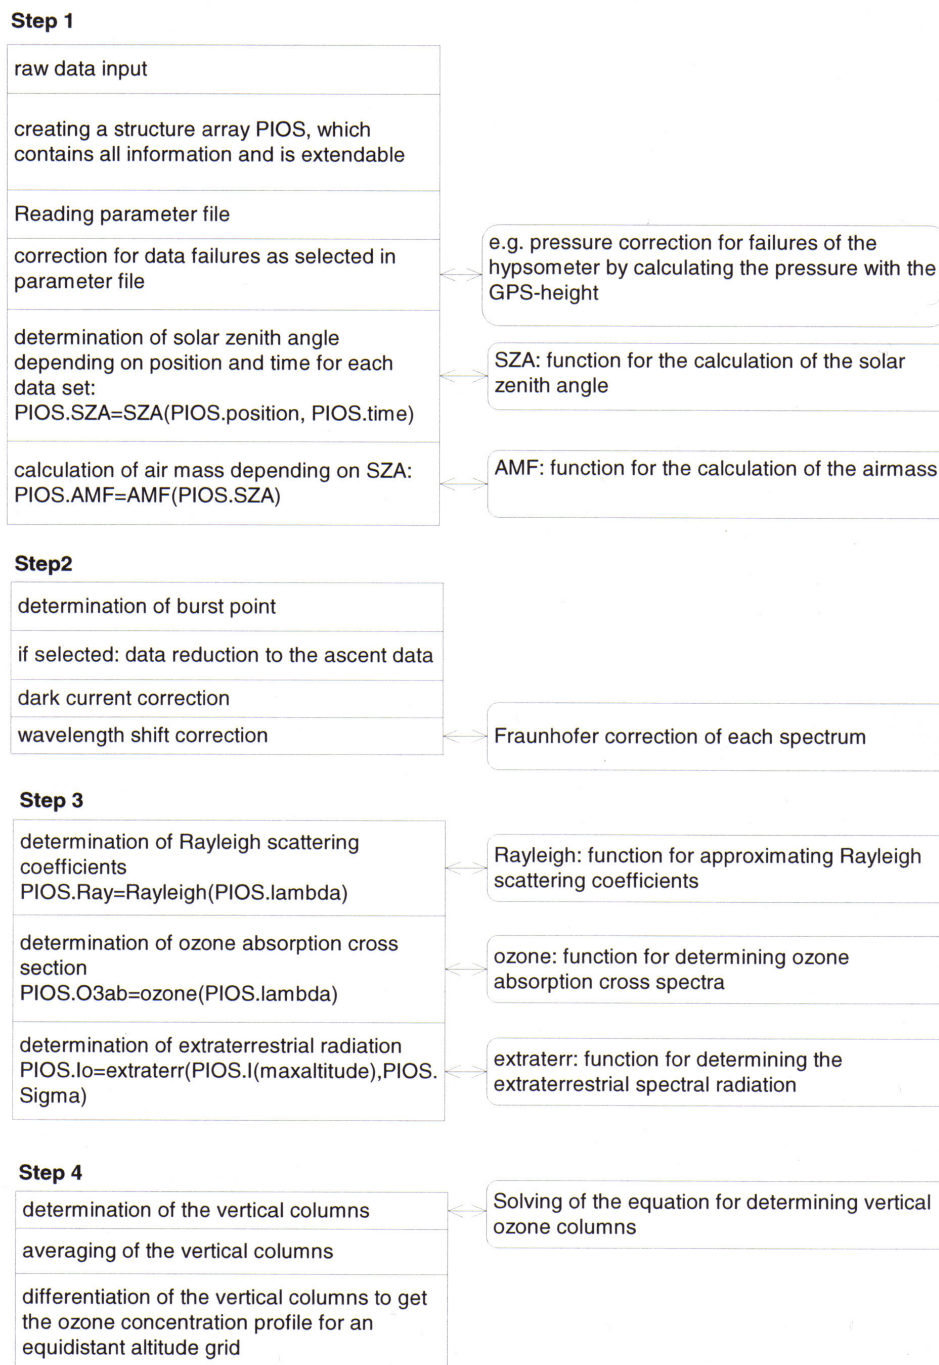 Step 1
raw data input
creating a structure array PIOS, which
contains all information and is extendable
Reading parameter file
correction for data failures as selected in
parameter file
e.g. pressure correction for failures of the
hypsometer by calculating the pressure with the
GPS-height
determination of solar zenith angle
depending on position and time for each
data set:
PIOS.SZA=SZA(PIOS.position, PIOS.time)
SZA: function for the calculation of the solar
zenith angle
calculation of air mass depending on SZA:
PIOS.AMF=AMF(PIOS.SZA)
AMF: function for the calculation of the airmass
Step2
determination of burst point
if selected: data reduction to the ascent data
dark current correction
wavelength shift correction
Fraunhofer correction of each spectrum
Step 3
determination of Rayleigh scattering
coefficients
PIOS.Ray=Rayleigh(PIOS.lambda)
Rayleigh: function for approximating Rayleigh
scattering coefficients
determination of ozone absorption cross
section
PIOS.O3ab=ozone(PIOS.lambda)
ozone: function for determining ozone
absorption cross spectra
determination of extraterrestrial radiation
PIOS.Io=extraterr(PIOS.I(maxaltitude),PIOS.
Sigma)
extraterr: function for determining the
extraterrestrial spectral radiation
Step 4
determination of the vertical columns
Solving of the equation for determining vertical
ozone columns
averaging of the vertical columns
differentiation of the vertical columns to get
the ozone concentration profile for an
equidistant altitude grid